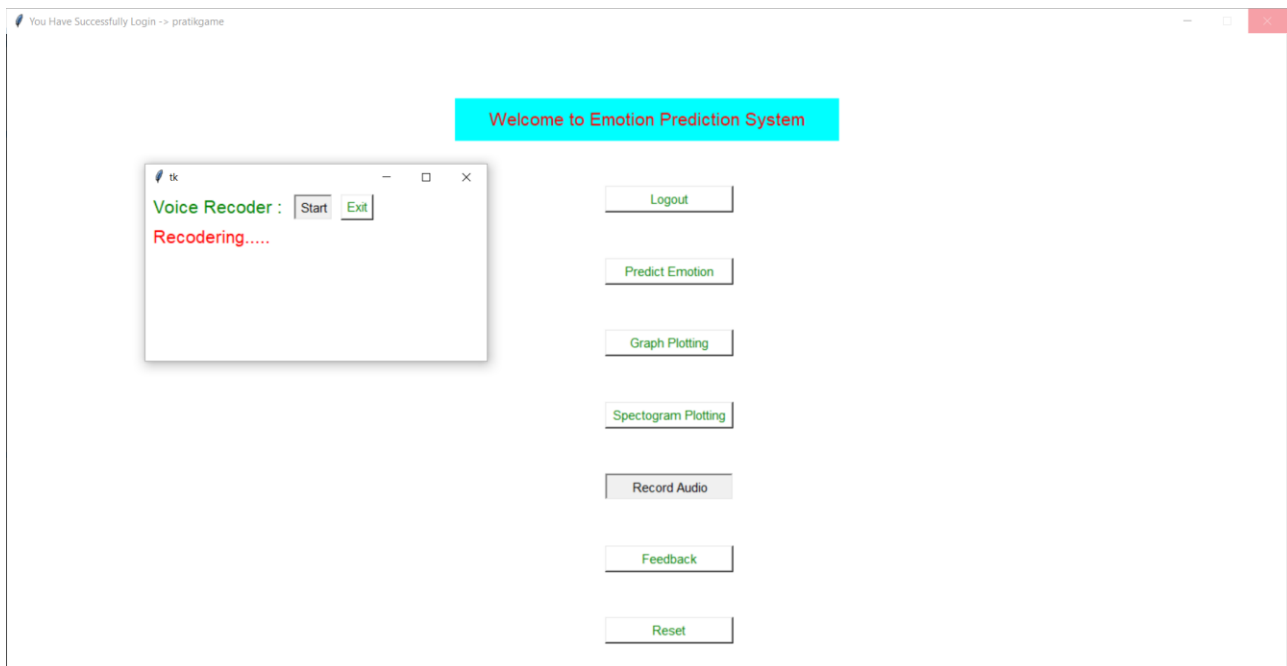 You Have Successfully Login -> pratikgame
Welcome to Emotion Prediction System
tk
Voice Recoder : Start Exit
Recodering.....
Logout
Predict Emotion
Graph Plotting
Spectogram Plotting
Record Audio
Feedback
Reset